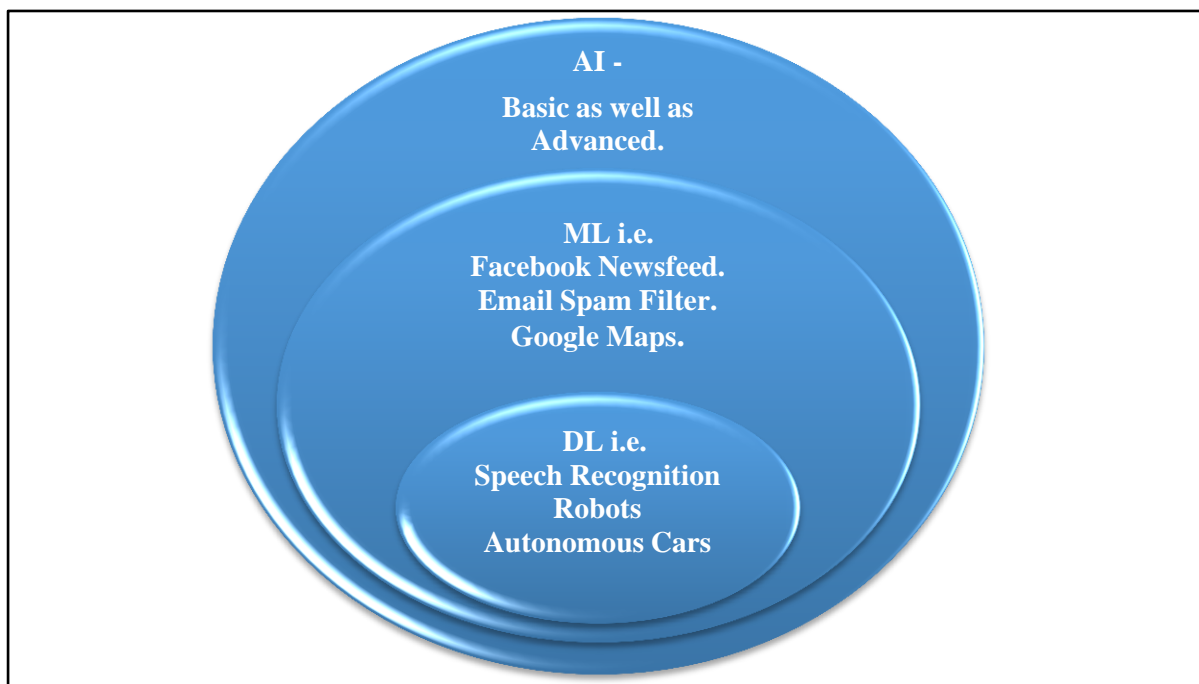 AI -
Basic as well as
Advanced.
ML i.e.
Facebook Newsfeed.
Email Spam Filter.
Google Maps.
DL i.e.
Speech Recognition
Robots
Autonomous Cars